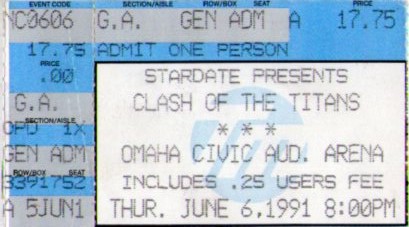 EVENT CODE SECTION/AISLE ROW/BOX SEAT PRICE
NC0606 G.A. GEN ADM A 17.75
17.75 ADMIT ONE PERSON
PRICE
.00 STARDATE PRESENTS
G.A. CLASH OF THE TITANS
SECTION/AISLE
OPD 1X * * *
GEN ADM OMAHA CIVIC AUD. ARENA
ROW/BOX SEAT
B391752 INCLUDES .25 USERS FEE
A 5JUN1 THUR. JUNE 6,1991 8:00PM